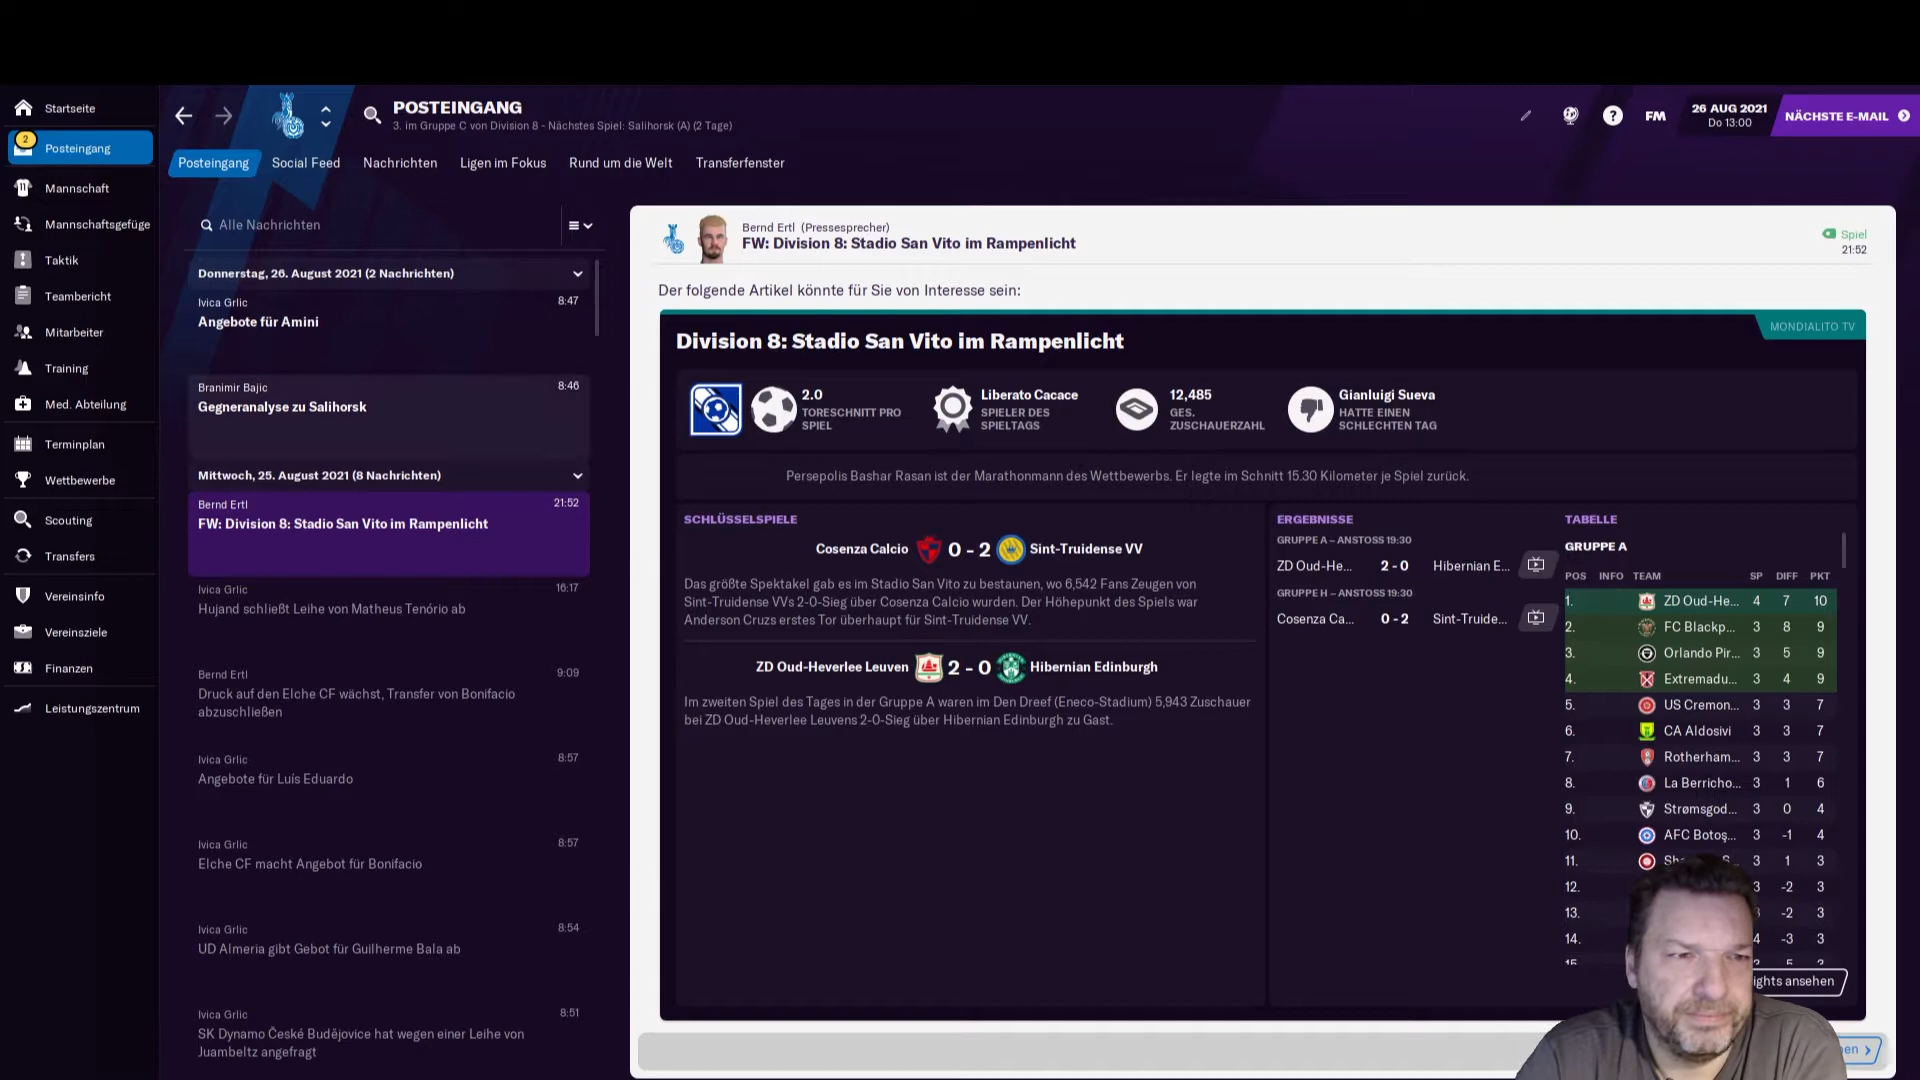 Startseite
2
Posteingang
Mannschaft
Mannschaftsgefüge
Taktik
Teambericht
Mitarbeiter
Training
Med. Abteilung
Terminplan
Wettbewerbe
Scouting
Transfers
Vereinsinfo
Vereinsziele
Finanzen
Leistungszentrum
POSTEINGANG
3. im Gruppe C von Division 8 - Nächstes Spiel: Salihorsk (A) (2 Tage)
FM
26 AUG 2021
Do 13:00
NÄCHSTE E-MAIL
Posteingang Social Feed Nachrichten Ligen im Fokus Rund um die Welt Transferfenster
Alle Nachrichten
Donnerstag, 26. August 2021 (2 Nachrichten)
Ivica Grlic 8:47
Angebote für Amini
Branimir Bajic 8:46
Gegneranalyse zu Salihorsk
Mittwoch, 25. August 2021 (8 Nachrichten)
Bernd Ertl 21:52
FW: Division 8: Stadio San Vito im Rampenlicht
Ivica Grlic 16:17
Hujand schließt Leihe von Matheus Tenório ab
Bernd Ertl 9:09
Druck auf den Elche CF wächst, Transfer von Bonifacio
abzuschließen
Ivica Grlic 8:57
Angebote für Luís Eduardo
Ivica Grlic 8:57
Elche CF macht Angebot für Bonifacio
Ivica Grlic 8:54
UD Almeria gibt Gebot für Guilherme Bala ab
Ivica Grlic 8:51
SK Dynamo České Budějovice hat wegen einer Leihe von
Juambeltz angefragt
Bernd Ertl (Pressesprecher)
FW: Division 8: Stadio San Vito im Rampenlicht
Spiel
21:52
Der folgende Artikel könnte für Sie von Interesse sein:
MONDIALITO TV
Division 8: Stadio San Vito im Rampenlicht
2.0
TORESCHNITT PRO
SPIEL
Liberato Cacace
SPIELER DES
SPIELTAGS
12,485
GES.
ZUSCHAUERZAHL
Gianluigi Sueva
HATTE EINEN
SCHLECHTEN TAG
Persepolis Bashar Rasan ist der Marathonmann des Wettbewerbs. Er legte im Schnitt 15.30 Kilometer je Spiel zurück.
SCHLÜSSELSPIELE
Cosenza Calcio 0 - 2 Sint-Truidense VV
Das größte Spektakel gab es im Stadio San Vito zu bestaunen, wo 6,542 Fans Zeugen von
Sint-Truidense VVs 2-0-Sieg über Cosenza Calcio wurden. Der Höhepunkt des Spiels war
Anderson Cruzs erstes Tor überhaupt für Sint-Truidense VV.
ZD Oud-Heverlee Leuven 2 - 0 Hibernian Edinburgh
Im zweiten Spiel des Tages in der Gruppe A waren im Den Dreef (Eneco-Stadium) 5,943 Zuschauer
bei ZD Oud-Heverlee Leuvens 2-0-Sieg über Hibernian Edinburgh zu Gast.
ERGEBNISSE
GRUPPE A – ANSTOSS 19:30
ZD Oud-He... 2 - 0 Hibernian E...
GRUPPE H – ANSTOSS 19:30
Cosenza Ca... 0 - 2 Sint-Truide...
TABELLE
GRUPPE A
POS INFO TEAM SP DIFF PKT
1. ZD Oud-He... 4 7 10
2. FC Blackp... 3 8 9
3. Orlando Pir... 3 5 9
4. Extremadu... 3 4 9
5. US Cremon... 3 3 7
6. CA Aldosivi 3 3 7
7. Rotherham... 3 3 7
8. La Berricho... 3 1 6
9. Strømsgod... 3 0 4
10. AFC Botoş... 3 -1 4
11. 3 1 3
12. 3 -2 3
13. -2 3
14. 4 -3 3
ights ansehen